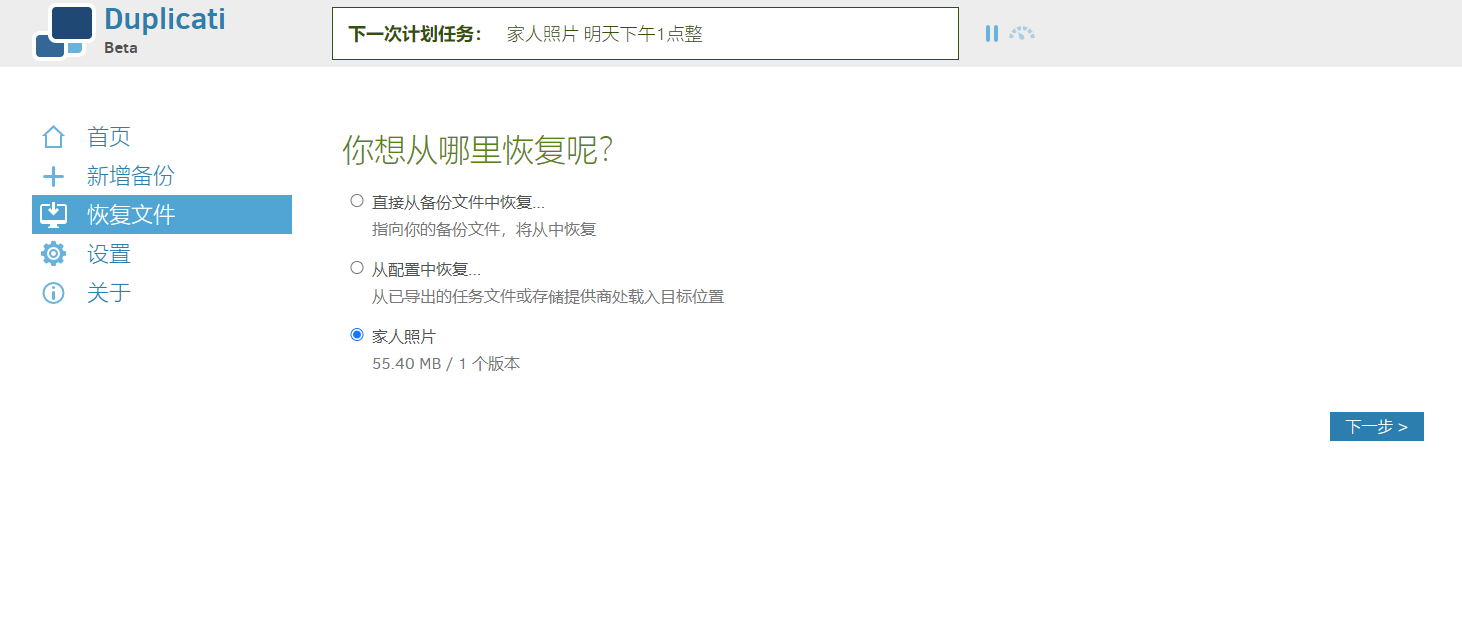 Duplicati
Beta
下一次计划任务： 家人照片 明天下午1点整
首页
新增备份
恢复文件
设置
关于
你想从哪里恢复呢？
直接从备份文件中恢复...
指向你的备份文件，将从中恢复
从配置中恢复...
从已导出的任务文件或存储提供商处载入目标位置
家人照片
55.40 MB / 1 个版本
下一步 >